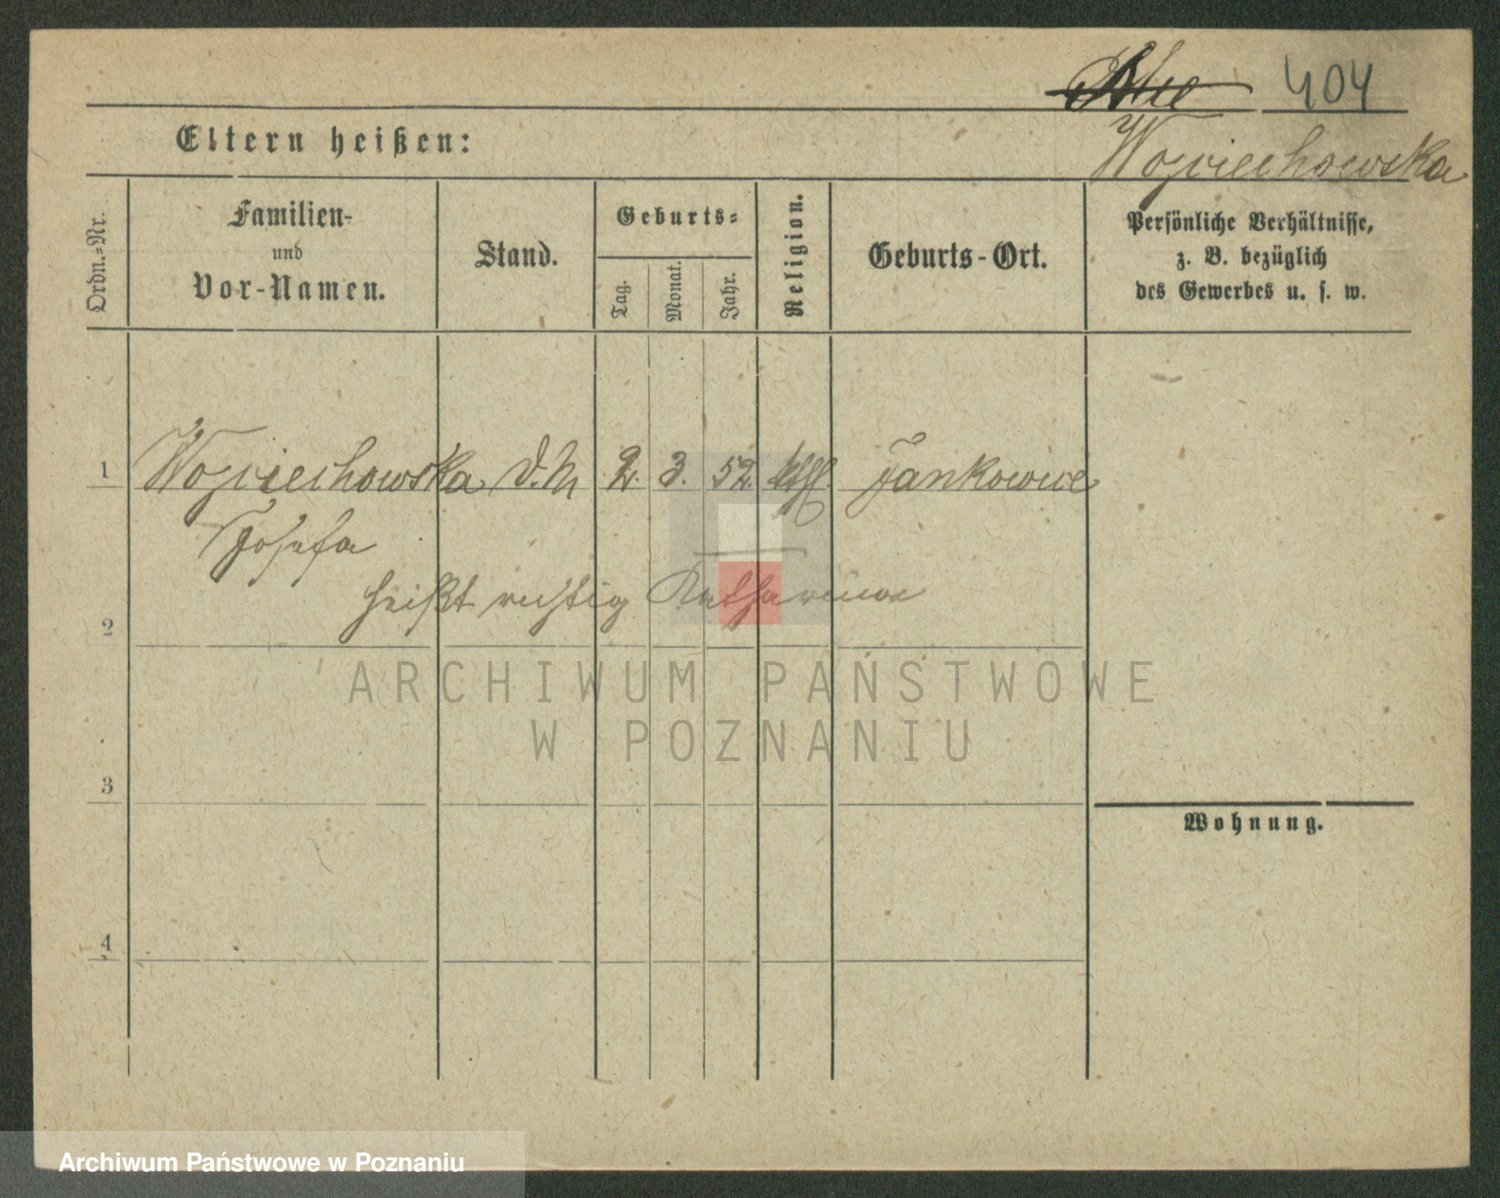 404
Eltern heißen:
Wojciechowska
Ordn.-Nr.
Familien-
und
Vor-Namen.
Stand.
Geburts-
Tag.
Monat.
Jahr.
Religion.
Geburts-Ort.
Persönliche Verhältnisse,
z. B. bezüglich
des Gewerbes u. s. w.
1 Wojciechowska D. M 2. 3. 52. kthl. Jankowice
Josefa
heißt richtig Katharina
2
ARCHIWUM PAŃSTWOWE
W POZNANIU
3
Wohnung.
4
Archiwum Państwowe w Poznaniu